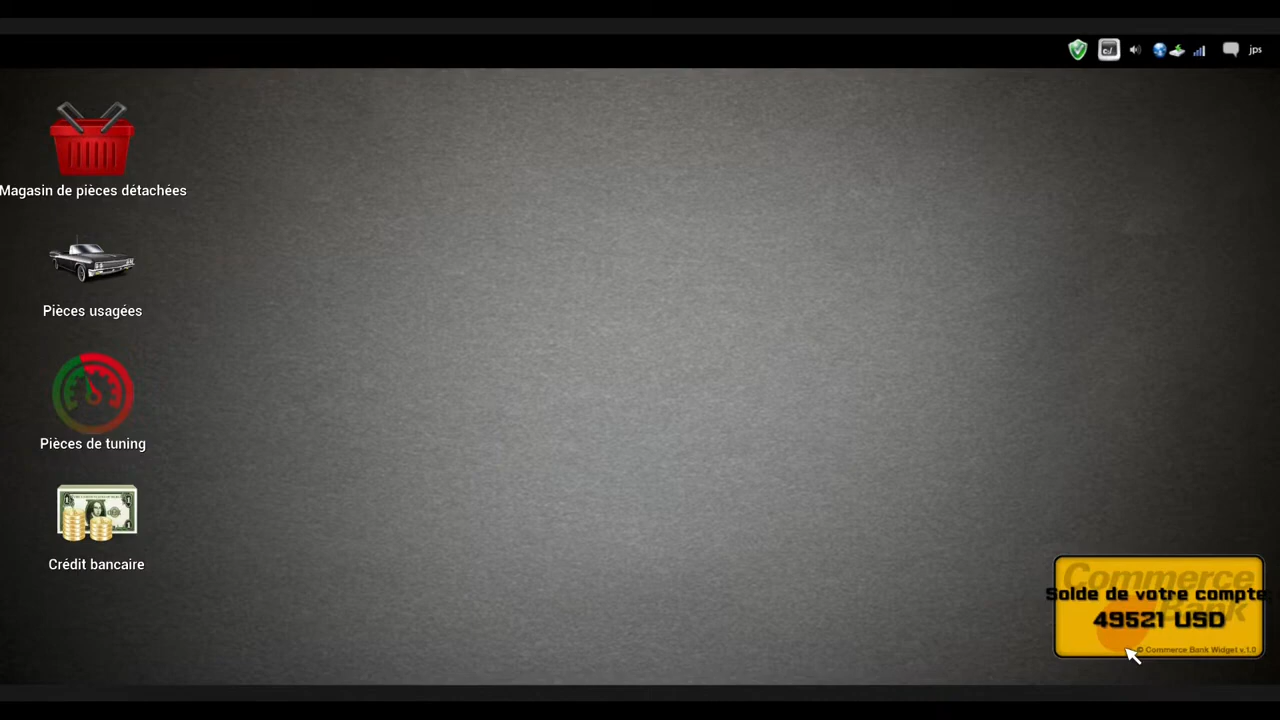 c:/
jps
Magasin de pièces détachées
Pièces usagées
Pièces de tuning
Crédit bancaire
Commerce
Bank
Solde de votre compte:
49521 USD
© Commerce Bank Widget v.1.0